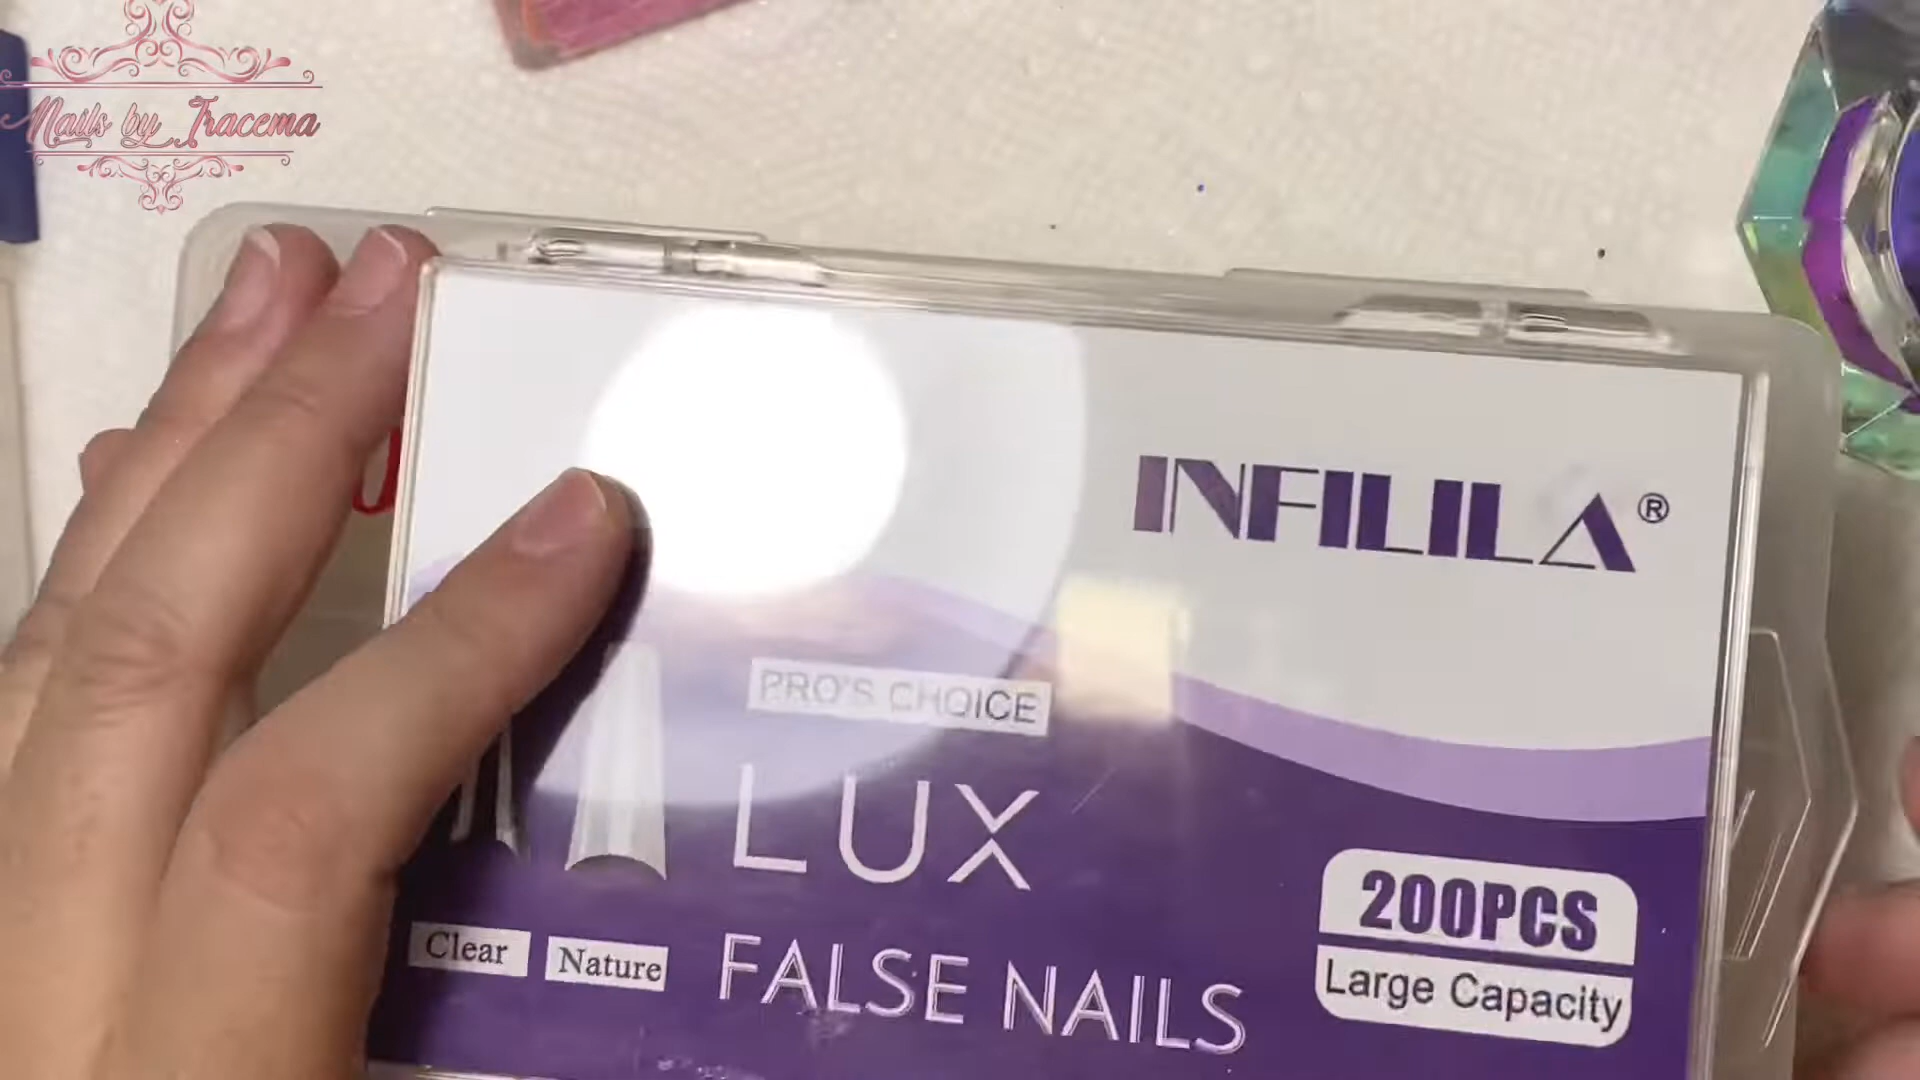 Nails by Iracema
INFILILA®
PRO'S CHOICE
LUX
FALSE NAILS
Clear
Nature
200PCS
Large Capacity